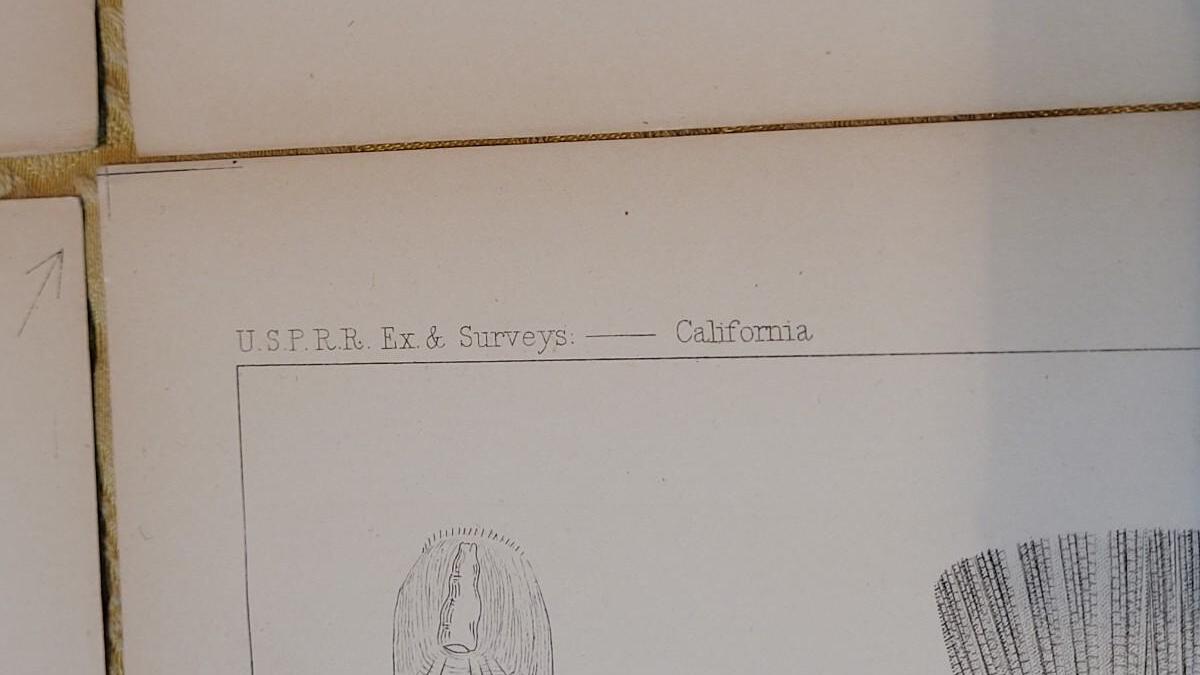 U.S.P.R.R. Ex. & Surveys: —— California